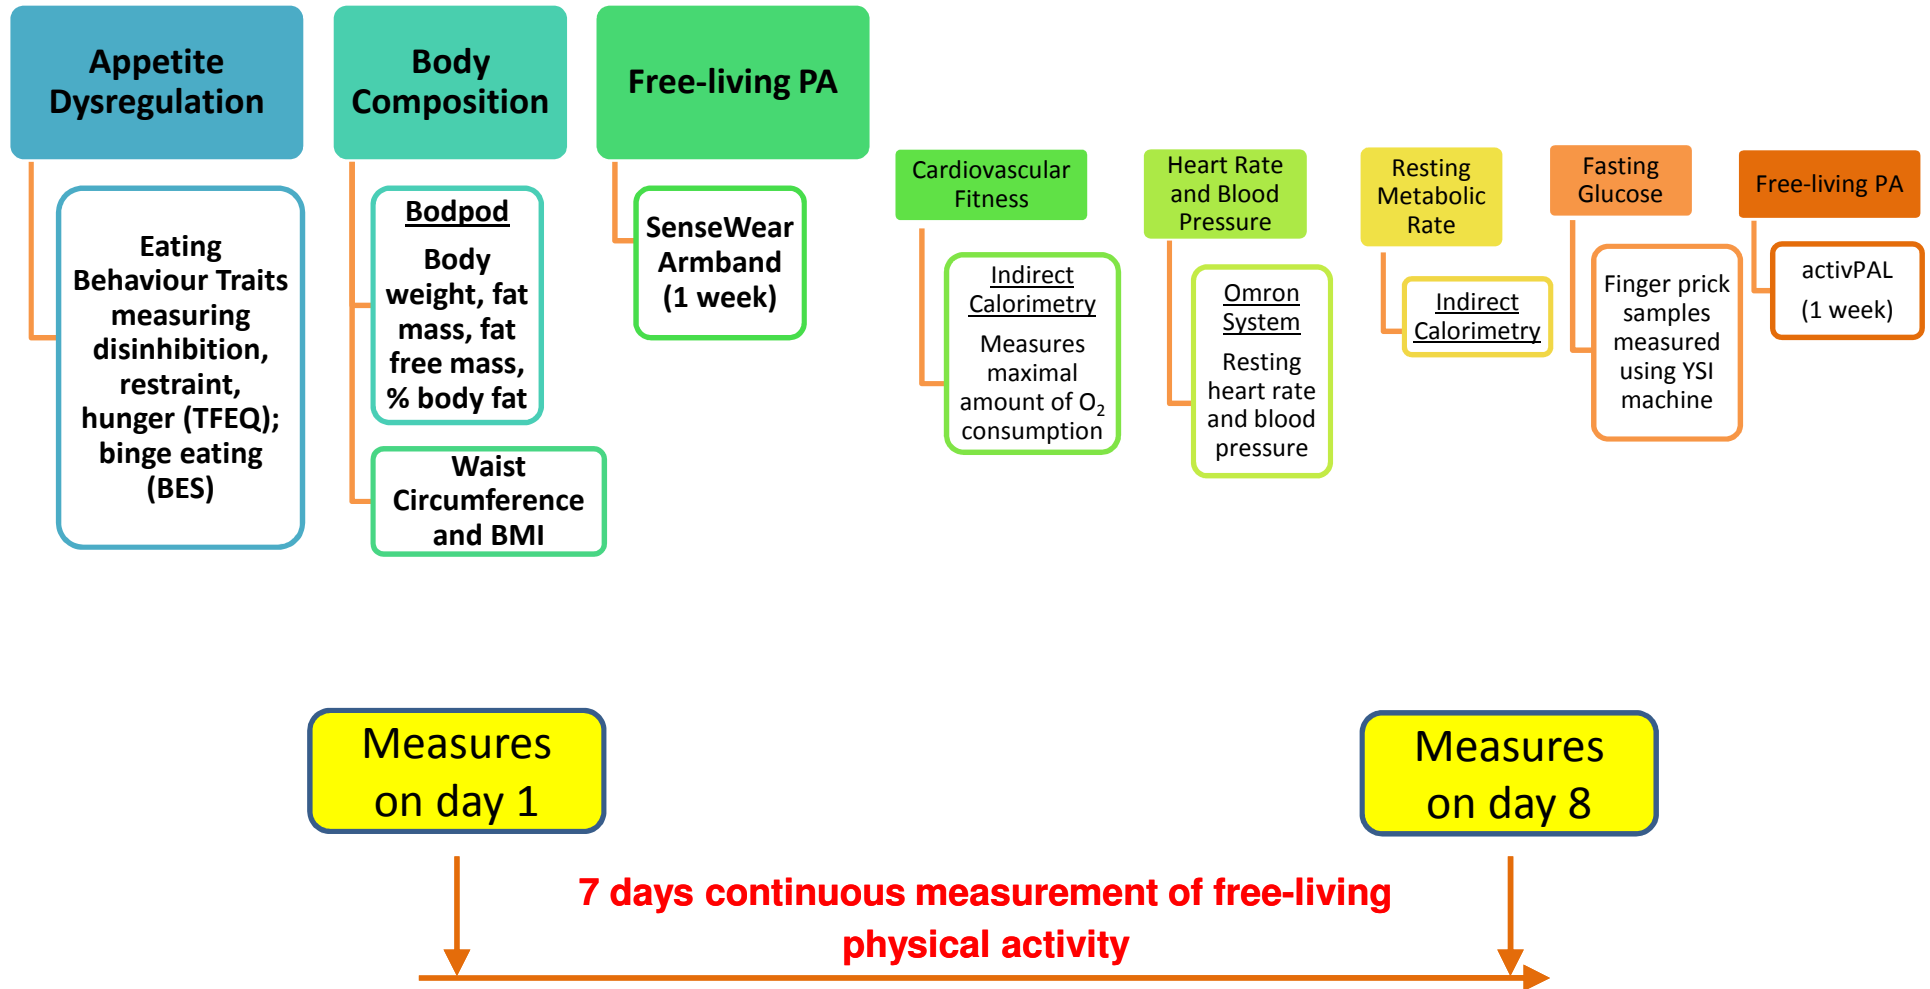 Appetite
Dysregulation
Eating
Behaviour Traits
measuring
disinhibition,
restraint,
hunger (TFEQ);
binge eating
(BES)
Body
Composition
Bodpod
Body
weight, fat
mass, fat
free mass,
% body fat
Waist
Circumference
and BMI
Free-living PA
SenseWear
Armband
(1 week)
Cardiovascular
Fitness
Indirect
Calorimetry
Measures
maximal
amount of O2
consumption
Heart Rate
and Blood
Pressure
Omron
System
Resting
heart rate
and blood
pressure
Resting
Metabolic
Rate
Indirect
Calorimetry
Fasting
Glucose
Finger prick
samples
measured
using YSI
machine
Free-living PA
activPAL
(1 week)
Measures
on day 1
Measures
on day 8
7 days continuous measurement of free-living
physical activity